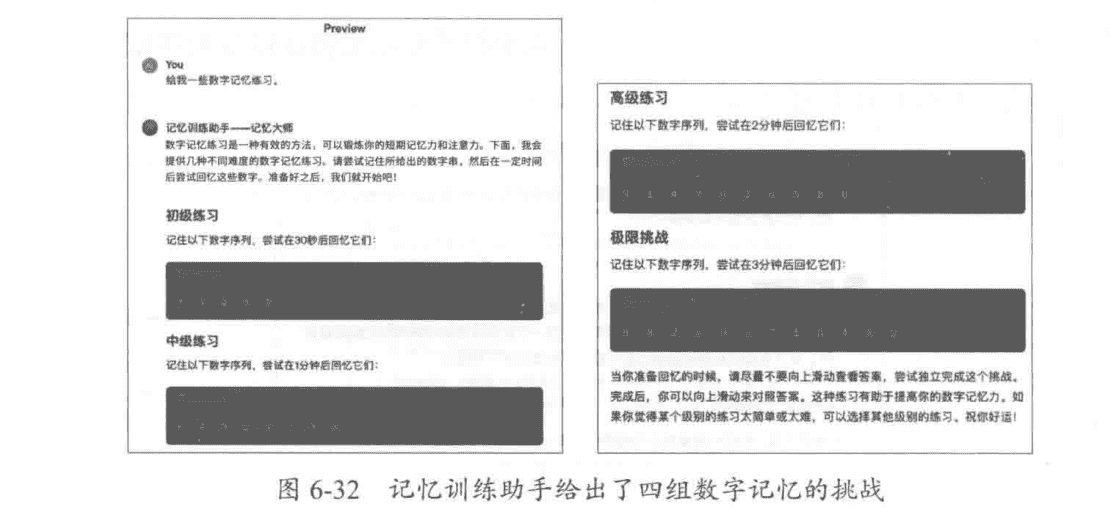 Preview
You
给我一些数字记忆练习。
记忆训练助手——记忆大师
数字记忆练习是一种有效的方法，可以锻炼你的短期记忆力和注意力。下面，我会
提供几种不同难度的数字记忆练习。请尝试记住所给出的数字串，然后在一定时间
后尝试回忆这些数字。准备好之后，我们就开始吧！
初级练习
记住以下数字序列，尝试在30秒后回忆它们：
中级练习
记住以下数字序列，尝试在1分钟后回忆它们：
高级练习
记住以下数字序列，尝试在2分钟后回忆它们：
极限挑战
记住以下数字序列，尝试在3分钟后回忆它们：
当你准备回忆的时候，请尽量不要向上滑动查看答案，尝试独立完成这个挑战。
完成后，你可以向上滑动来对照答案。这种练习有助于提高你的数字记忆力。如
果你觉得某个级别的练习太简单或太难，可以选择其他级别的练习。祝你好运！
图 6-32 记忆训练助手给出了四组数字记忆的挑战